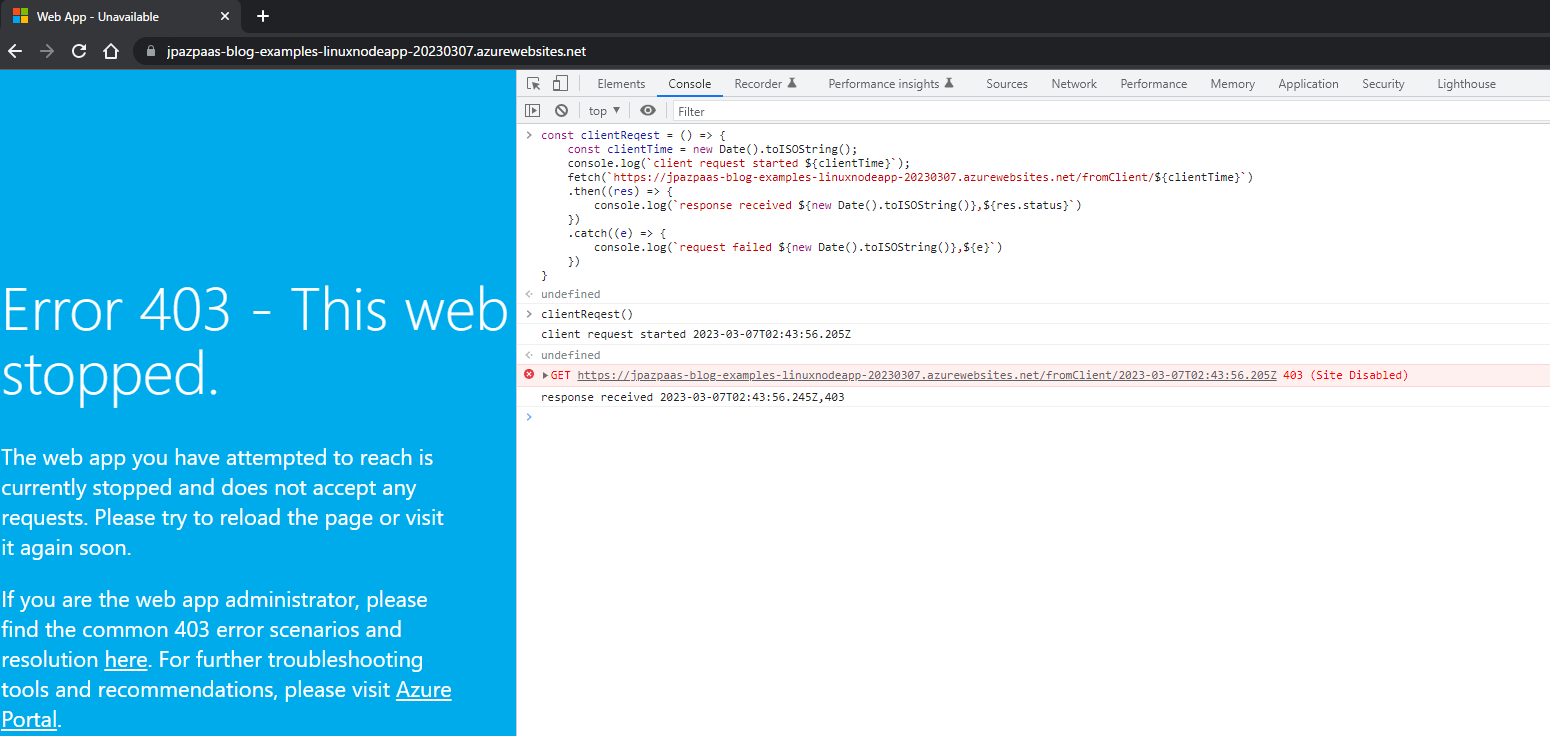 Web App - Unavailable
jpazpaas-blog-examples-linuxnodeapp-20230307.azurewebsites.net
Error 403 - This web
stopped.
The web app you have attempted to reach is
currently stopped and does not accept any
requests. Please try to reload the page or visit
it again soon.
If you are the web app administrator, please
find the common 403 error scenarios and
resolution here. For further troubleshooting
tools and recommendations, please visit Azure
Portal.
Elements Console Recorder Performance insights Sources Network Performance Memory Application Security Lighthouse
top Filter
const clientReqest = () => {
const clientTime = new Date().toISOString();
console.log(`client request started ${clientTime}`);
fetch(`https://jpazpaas-blog-examples-linuxnodeapp-20230307.azurewebsites.net/fromClient/${clientTime}`)
.then((res) => {
console.log(`response received ${new Date().toISOString()},${res.status}`)
})
.catch((e) => {
console.log(`request failed ${new Date().toISOString()},${e}`)
})
}
undefined
clientReqest()
client request started 2023-03-07T02:43:56.205Z
undefined
GET https://jpazpaas-blog-examples-linuxnodeapp-20230307.azurewebsites.net/fromClient/2023-03-07T02:43:56.205Z 403 (Site Disabled)
response received 2023-03-07T02:43:56.245Z,403